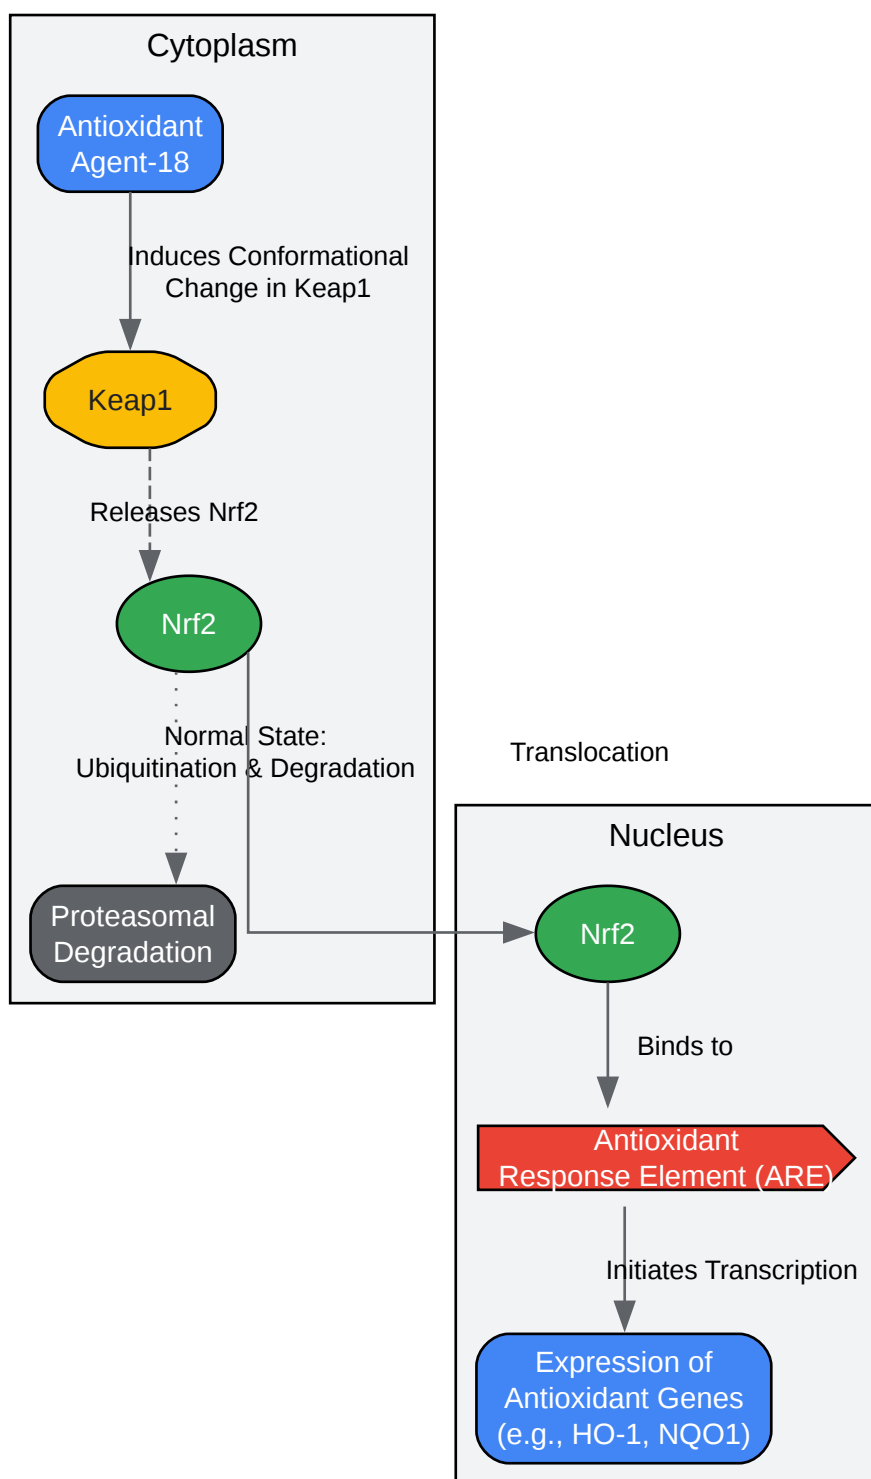 Cytoplasm
Antioxidant
Agent-18
Induces Conformational
Change in Keap1
Keap1
Releases Nrf2
Nrf2
Normal State:
Ubiquitination & Degradation
Proteasomal
Degradation
Translocation
Nucleus
Nrf2
Binds to
Antioxidant
Response Element (ARE)
Initiates Transcription
Expression of
Antioxidant Genes
(e.g., HO-1, NQO1)